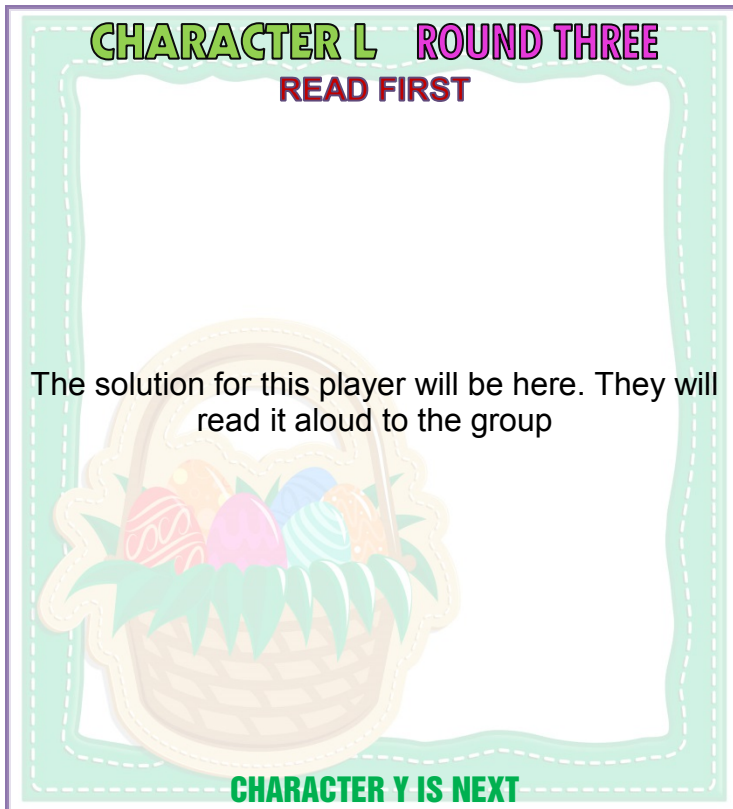 CHARACTER L ROUND THREE
READ FIRST
The solution for this player will be here. They will
read it aloud to the group
CHARACTER Y IS NEXT